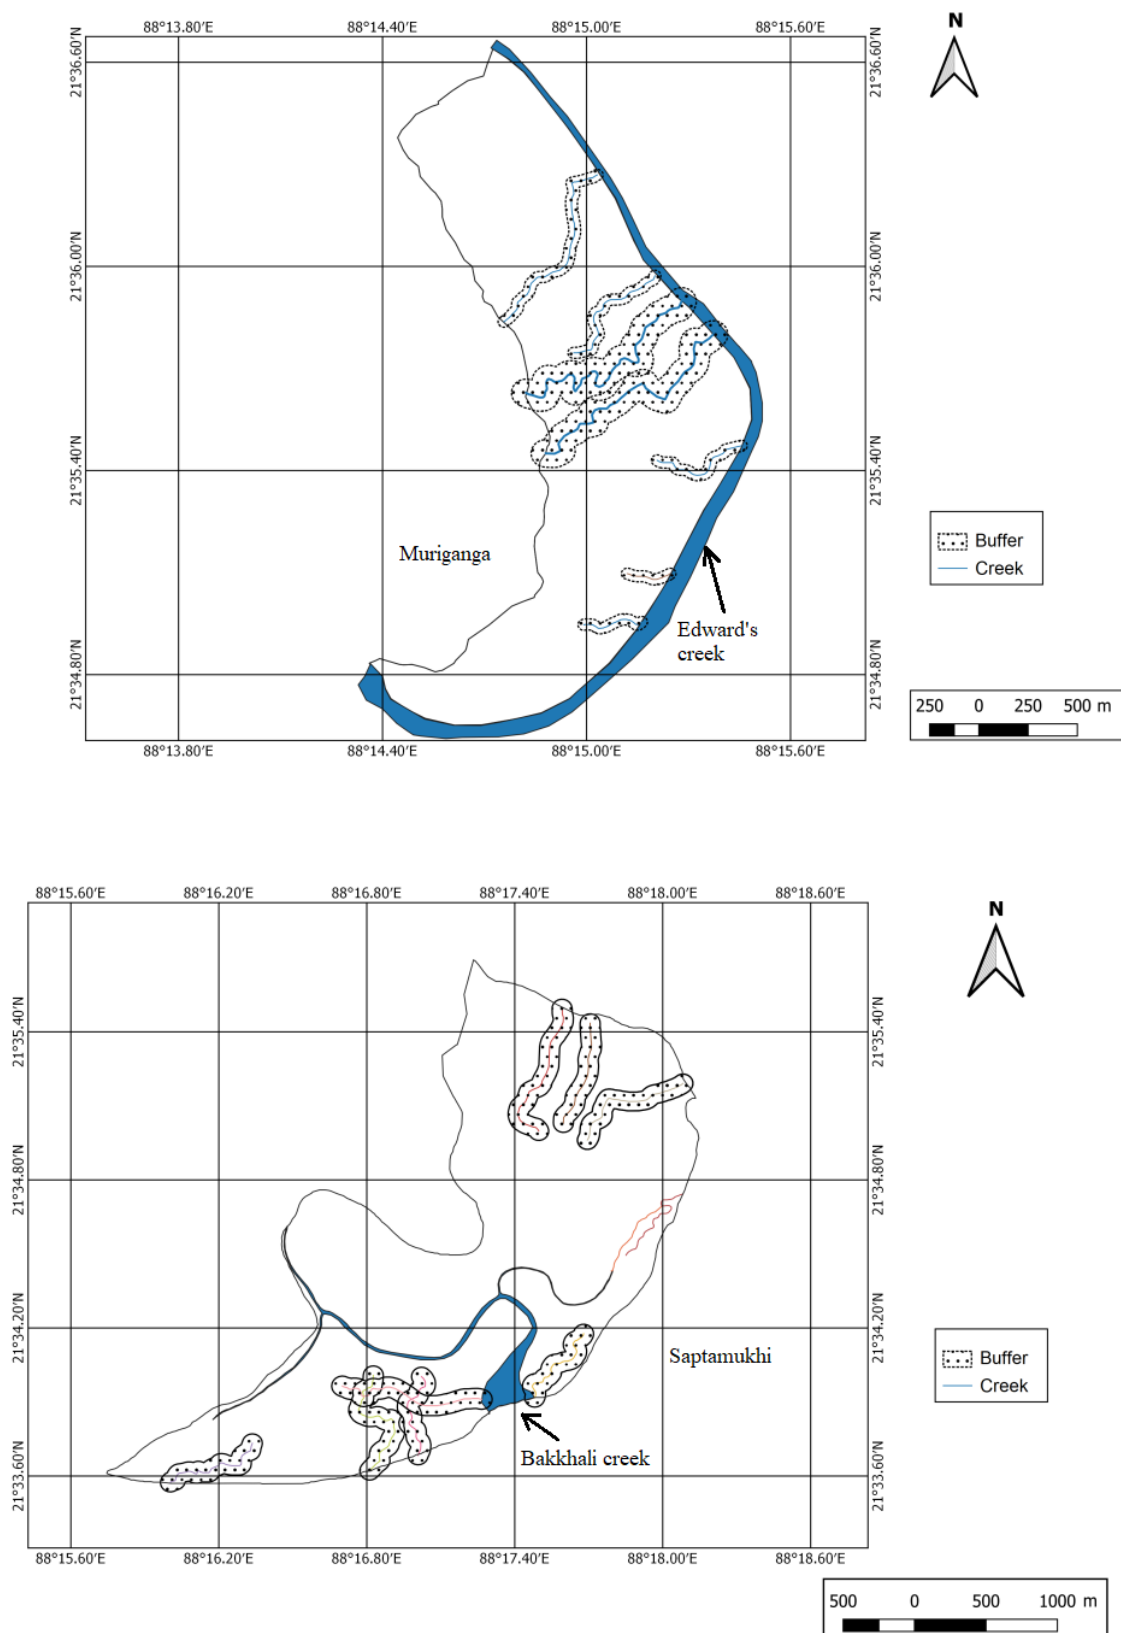 88°13.80'E 88°14.40'E 88°15.00'E 88°15.60'E
N
21°36.60'N 21°36.60'N
21°36.00'N 21°36.00'N
21°35.40'N 21°35.40'N
Muriganga
Buffer
Creek
Edward's
creek
21°34.80'N 21°34.80'N
250 0 250 500 m
88°13.80'E 88°14.40'E 88°15.00'E 88°15.60'E
88°15.60'E 88°16.20'E 88°16.80'E 88°17.40'E 88°18.00'E 88°18.60'E
N
21°35.40'N 21°35.40'N
21°34.80'N 21°34.80'N
21°34.20'N 21°34.20'N
Saptamukhi
Buffer
Creek
Bakkhali creek
21°33.60'N 21°33.60'N
88°15.60'E 88°16.20'E 88°16.80'E 88°17.40'E 88°18.00'E 88°18.60'E
500 0 500 1000 m